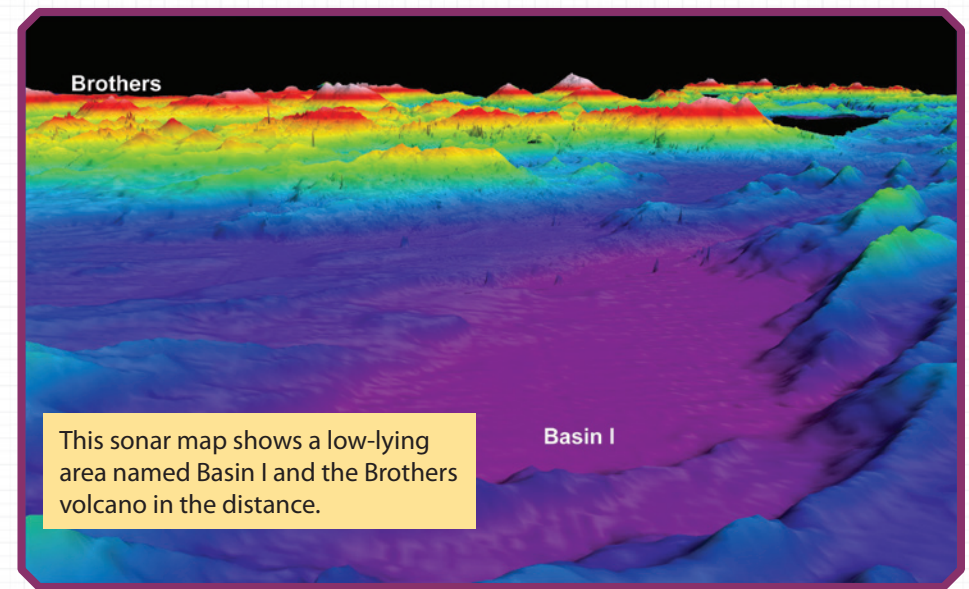 Brothers
Basin I
This sonar map shows a low-lying
area named Basin I and the Brothers
volcano in the distance.